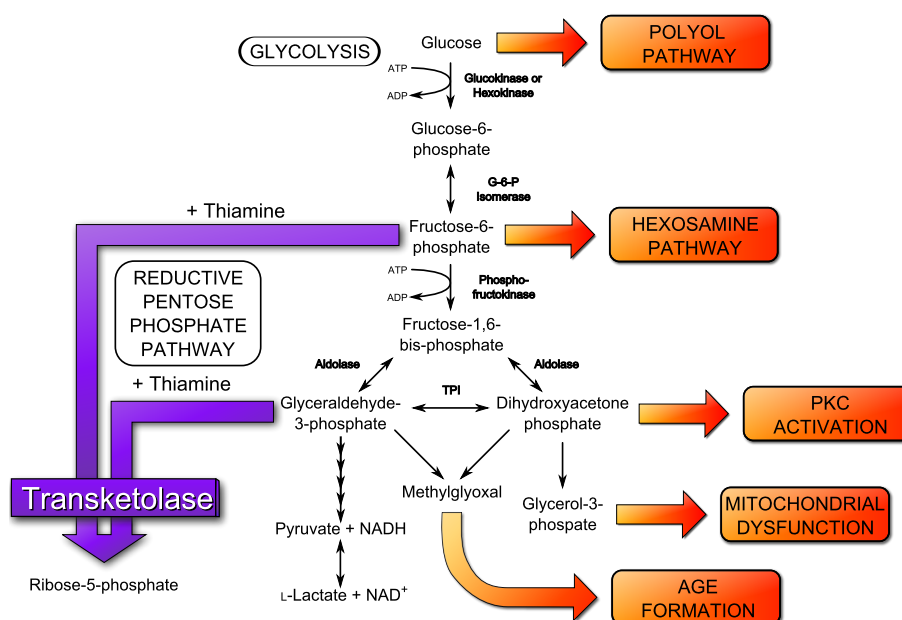 GLYCOLYSIS
Glucose
POLYOL
PATHWAY
ATP
ADP
Glucokinase or
Hexokinase
Glucose-6-
phosphate
G-6-P
Isomerase
+ Thiamine
Fructose-6-
phosphate
HEXOSAMINE
PATHWAY
REDUCTIVE
PENTOSE
PHOSPHATE
PATHWAY
ATP
ADP
Phospho-
fructokinase
Fructose-1,6-
bis-phosphate
Aldolase
Aldolase
+ Thiamine
TPI
Glyceraldehyde-
3-phosphate
Dihydroxyacetone
phosphate
PKC
ACTIVATION
Transketolase
Methylglyoxal
Glycerol-3-
phospate
MITOCHONDRIAL
DYSFUNCTION
Pyruvate + NADH
Ribose-5-phosphate
L-Lactate + NAD⁺
AGE
FORMATION